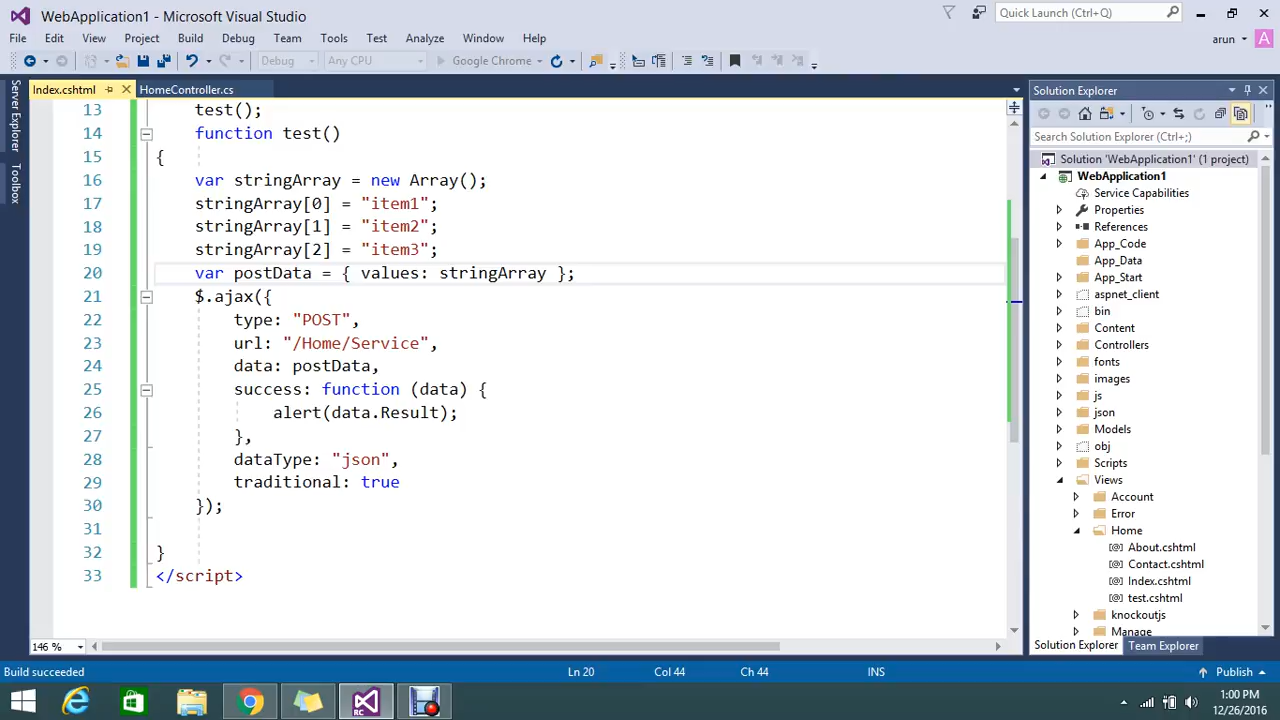 WebApplication1 - Microsoft Visual Studio
Quick Launch (Ctrl+Q)
File Edit View Project Build Debug Team Tools Test Analyze Window Help
arun A
Debug Any CPU Google Chrome
Index.cshtml HomeController.cs
Server Explorer
Toolbox
13 test();
14 function test()
15 {
16 var stringArray = new Array();
17 stringArray[0] = "item1";
18 stringArray[1] = "item2";
19 stringArray[2] = "item3";
20 var postData = { values: stringArray };
21 $.ajax({
22 type: "POST",
23 url: "/Home/Service",
24 data: postData,
25 success: function (data) {
26 alert(data.Result);
27 },
28 dataType: "json",
29 traditional: true
30 });
31
32 }
33 </script>
146 %
Solution Explorer
Search Solution Explorer (Ctrl+;)
Solution 'WebApplication1' (1 project)
WebApplication1
Service Capabilities
Properties
References
App_Code
App_Data
App_Start
aspnet_client
bin
Content
Controllers
fonts
images
js
json
Models
obj
Scripts
Views
Account
Error
Home
About.cshtml
Contact.cshtml
Index.cshtml
test.cshtml
knockoutjs
Manage
Solution Explorer Team Explorer
Build succeeded Ln 20 Col 44 Ch 44 INS Publish
RC
1:00 PM
12/26/2016